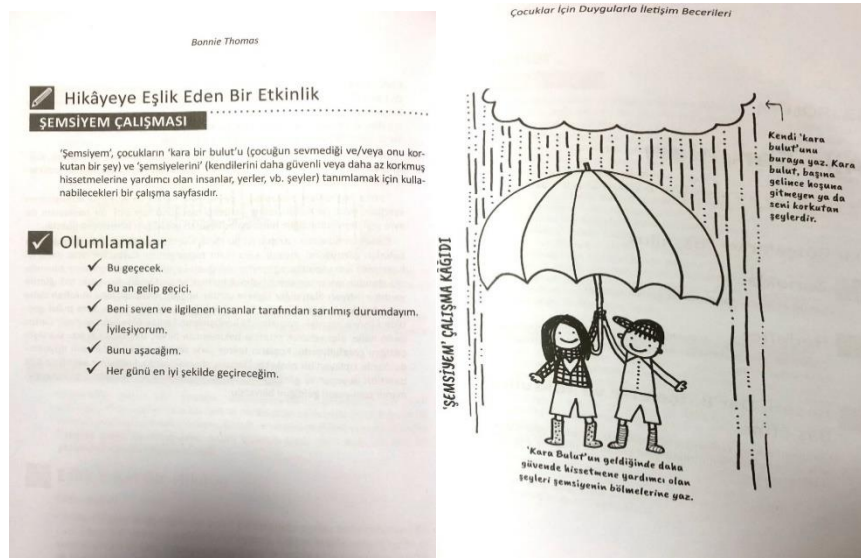 Bonnie Thomas
Hikâyeye Eşlik Eden Bir Etkinlik
ŞEMSİYEM ÇALIŞMASI
'Şemsiyem', çocukların 'kara bir bulut'u (çocuğun sevmediği ve/veya onu kor-
kutan bir şey) ve 'şemsiyelerini' (kendilerini daha güvenli veya daha az korkmuş
hissetmelerine yardımcı olan insanlar, yerler, vb. şeyler) tanımlamak için kulla-
nabilecekleri bir çalışma sayfasıdır.
Olumlamalar
Bu geçecek.
Bu an gelip geçici.
Beni seven ve ilgilenen insanlar tarafından sarılmış durumdayım.
İyileşiyorum.
Bunu aşacağım.
Her günü en iyi şekilde geçireceğim.
Çocuklar İçin Duygularla İletişim Becerileri
Kendi 'kara
bulut'unu
buraya yaz. Kara
bulut, başına
gelince hoşuna
gitmeyen ya da
seni korkutan
şeylerdir.
'ŞEMSİYEM' ÇALIŞMA KÂĞIDI
'Kara Bulut'un geldiğinde daha
güvende hissetmene yardımcı olan
şeyleri şemsiyenin bölmelerine yaz.